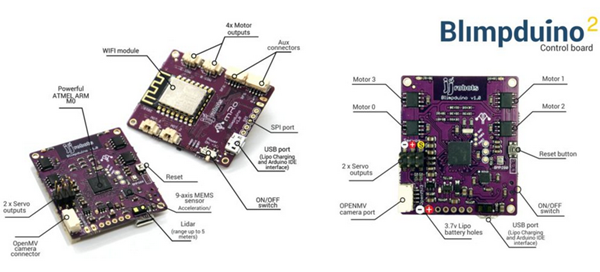 4x Motor
outputs
Aux
connectors
WIFI module
Powerful
ATMEL ARM
M0
SPI port
USB port
(Lipo Charging
and Arduino IDE
interface)
ON/OFF
switch
Reset
9-axis MEMS
sensor
Acceleration/
Lidar
(range up to 5
meters)
2 x Servo
outputs
OpenMV
camera connector
Blimpduino 2
Control board
Motor 3
Motor 1
Motor 0
Motor 2
jjrobots
Blimpduino v1.0
Reset button
2 x Servo
outputs
S
OPENMV
camera port
3.7v Lipo
battery holes
ON/OFF
switch
USB port
(Lipo Charging
and Arduino IDE
interface)